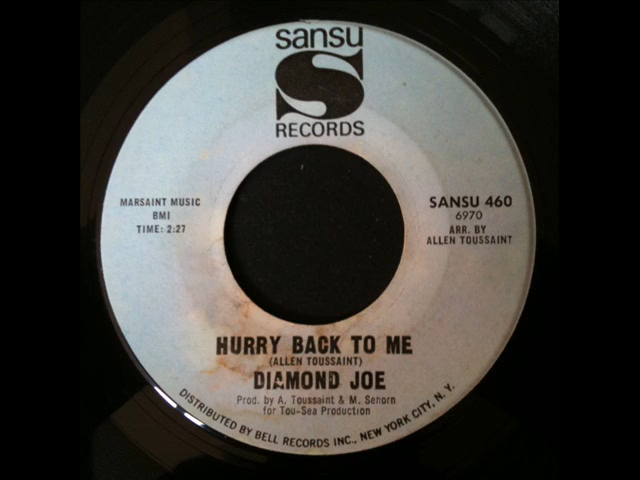 sansu
S
RECORDS
MARSAINT MUSIC
BMI
TIME: 2:27
SANSU 460
6970
ARR. BY
ALLEN TOUSSAINT
HURRY BACK TO ME
(ALLEN TOUSSAINT)
DIAMOND JOE
Prod. by A. Toussaint & M. Sehorn
for Tou-Sea Production
DISTRIBUTED BY BELL RECORDS INC., NEW YORK CITY, N. Y.